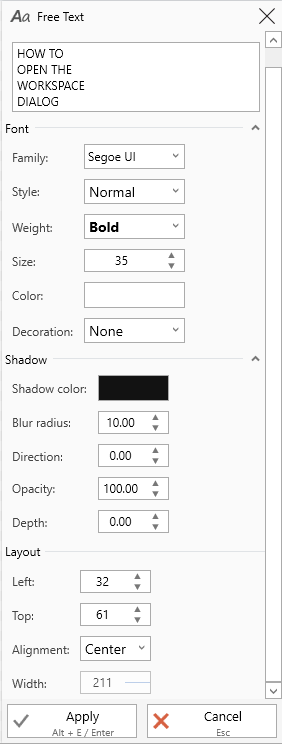 Aa Free Text
HOW TO
OPEN THE
WORKSPACE
DIALOG
Font
Family: Segoe UI
Style: Normal
Weight: Bold
Size: 35
Color:
Decoration: None
Shadow
Shadow color:
Blur radius: 10.00
Direction: 0.00
Opacity: 100.00
Depth: 0.00
Layout
Left: 32
Top: 61
Alignment: Center
Width: 211
Apply Cancel
Alt + E / Enter Esc